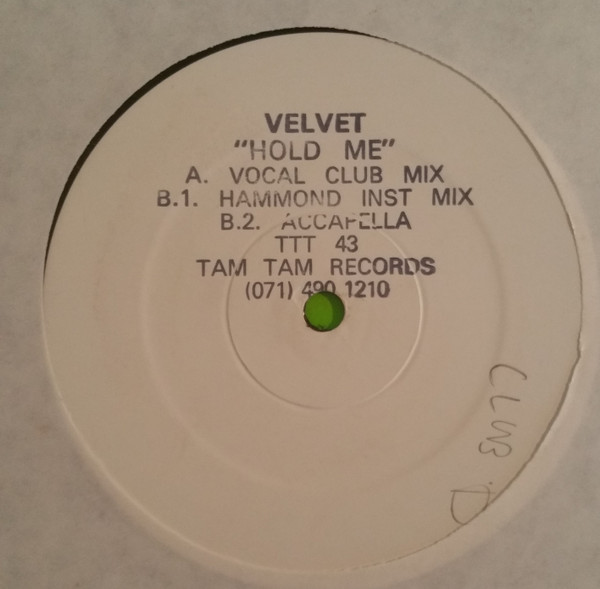 VELVET
"HOLD ME"
A. VOCAL CLUB MIX
B.1. HAMMOND INST MIX
B.2. ACCAPELLA
TTT 43
TAM TAM RECORDS
(071) 490 1210
CLUB D